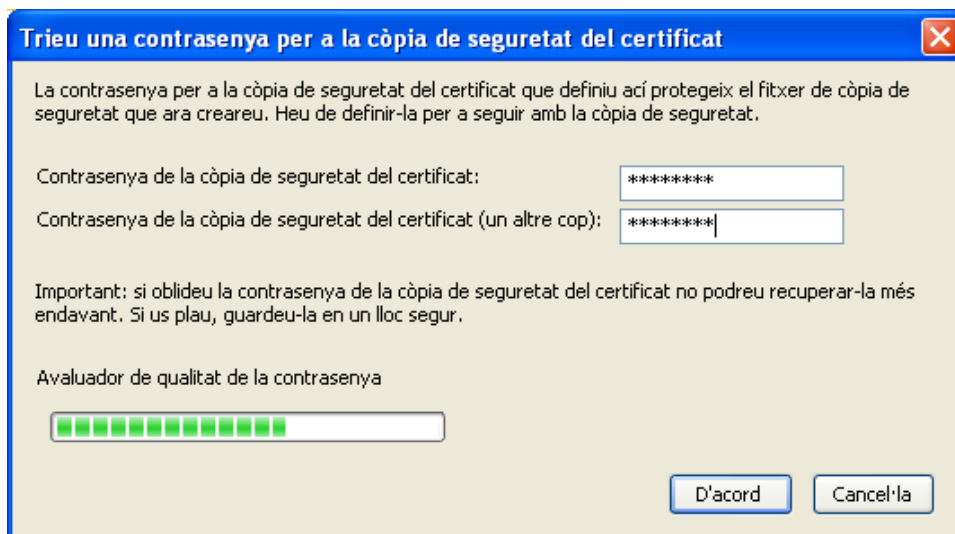 Trieu una contrasenya per a la còpia de seguretat del certificat
La contrasenya per a la còpia de seguretat del certificat que definiu ací protegeix el fitxer de còpia de
seguretat que ara creareu. Heu de definir-la per a seguir amb la còpia de seguretat.
Contrasenya de la còpia de seguretat del certificat:
********
Contrasenya de la còpia de seguretat del certificat (un altre cop):
********
Important: si oblideu la contrasenya de la còpia de seguretat del certificat no podreu recuperar-la més
endavant. Si us plau, guardeu-la en un lloc segur.
Avaluador de qualitat de la contrasenya
D'acord
Cancel·la